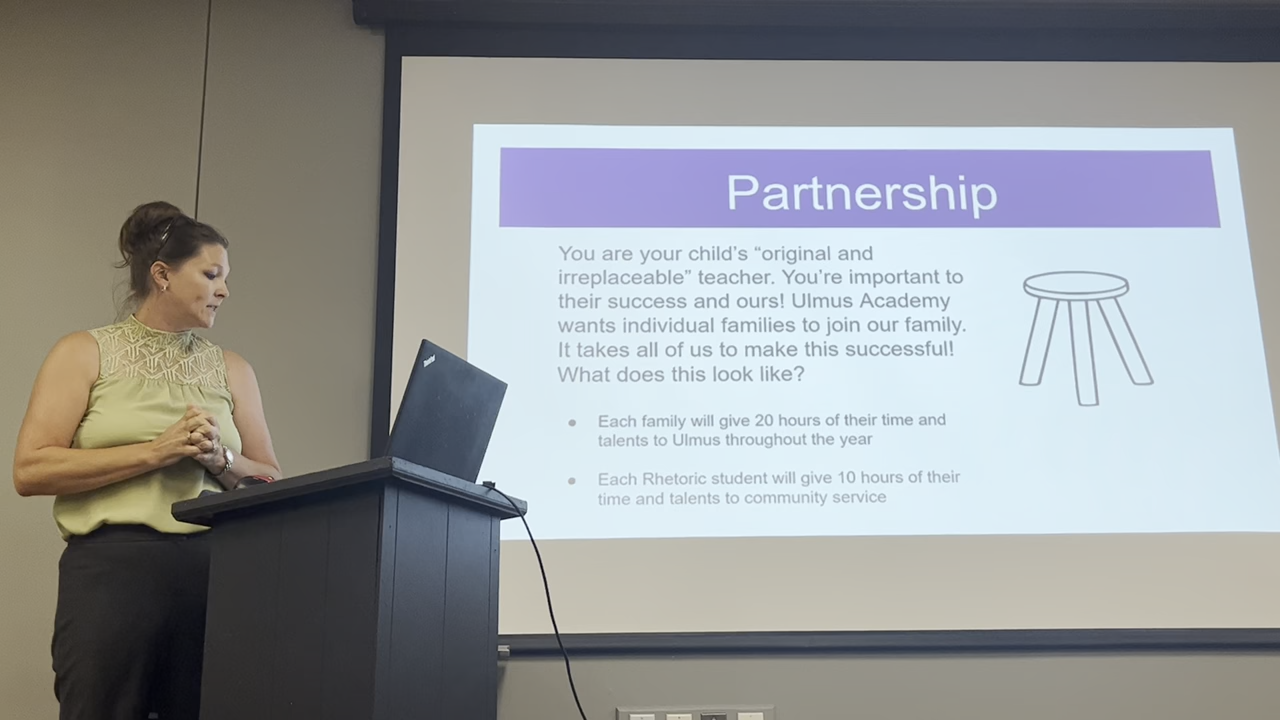 Partnership
You are your child's "original and
irreplaceable" teacher. You're important to
their success and ours! Ulmus Academy
wants individual families to join our family.
It takes all of us to make this successful!
What does this look like?
● Each family will give 20 hours of their time and
talents to Ulmus throughout the year
● Each Rhetoric student will give 10 hours of their
time and talents to community service
ThinkPad